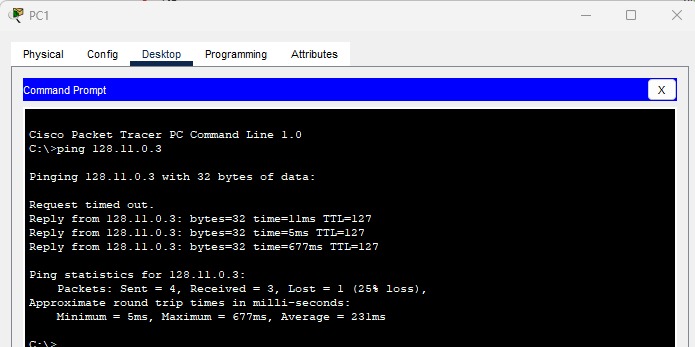 PC1
Physical Config Desktop Programming Attributes
Command Prompt X
Cisco Packet Tracer PC Command Line 1.0
C:\>ping 128.11.0.3
Pinging 128.11.0.3 with 32 bytes of data:
Request timed out.
Reply from 128.11.0.3: bytes=32 time=11ms TTL=127
Reply from 128.11.0.3: bytes=32 time=5ms TTL=127
Reply from 128.11.0.3: bytes=32 time=677ms TTL=127
Ping statistics for 128.11.0.3:
Packets: Sent = 4, Received = 3, Lost = 1 (25% loss),
Approximate round trip times in milli-seconds:
Minimum = 5ms, Maximum = 677ms, Average = 231ms
C:\>